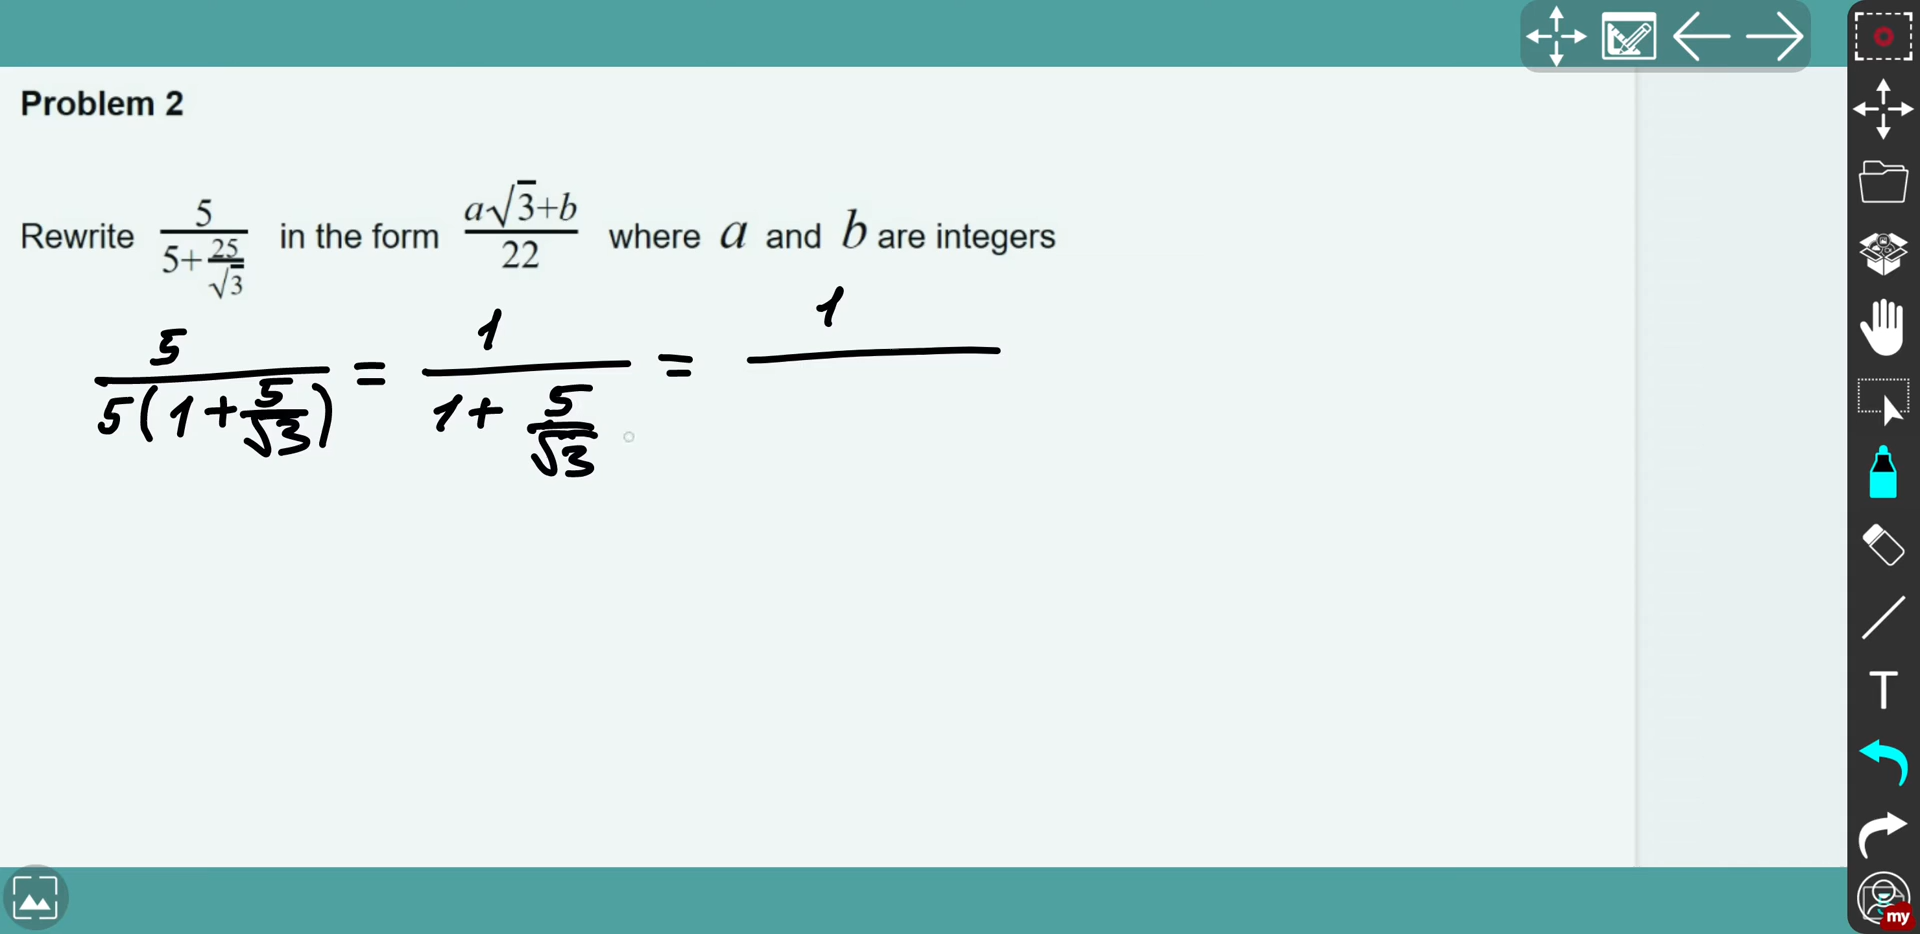 Problem 2
Rewrite 5/(5+25/√3) in the form (a√3+b)/22 where a and b are integers
5/(5(1+5/√3)) = 1/(1+5/√3) = 1/
T
my